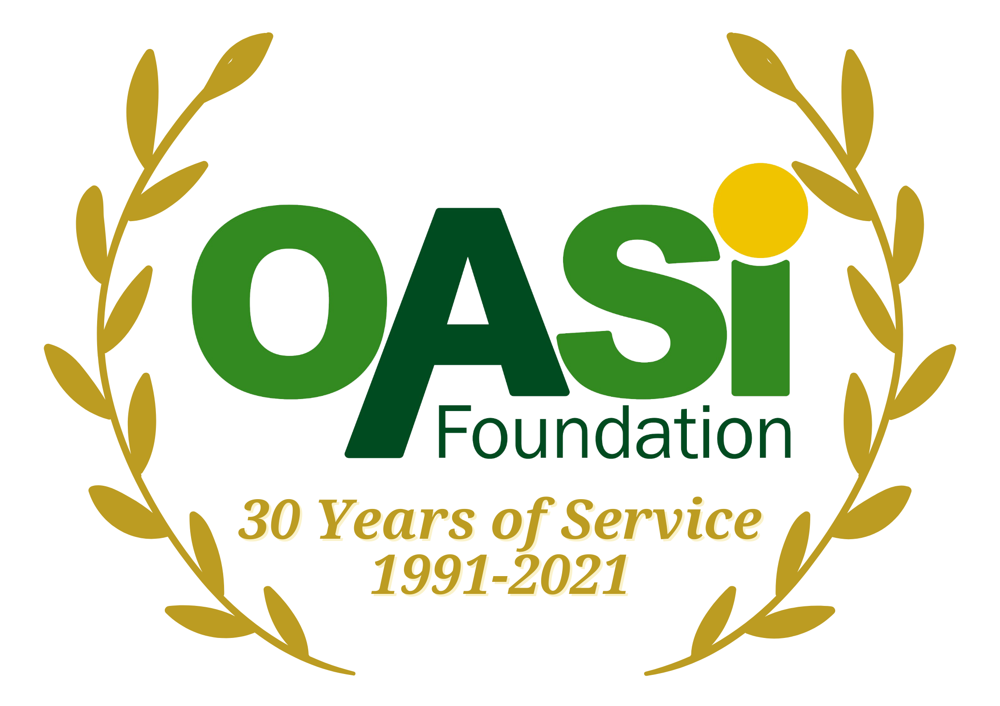 OASi
Foundation
30 Years of Service
1991-2021